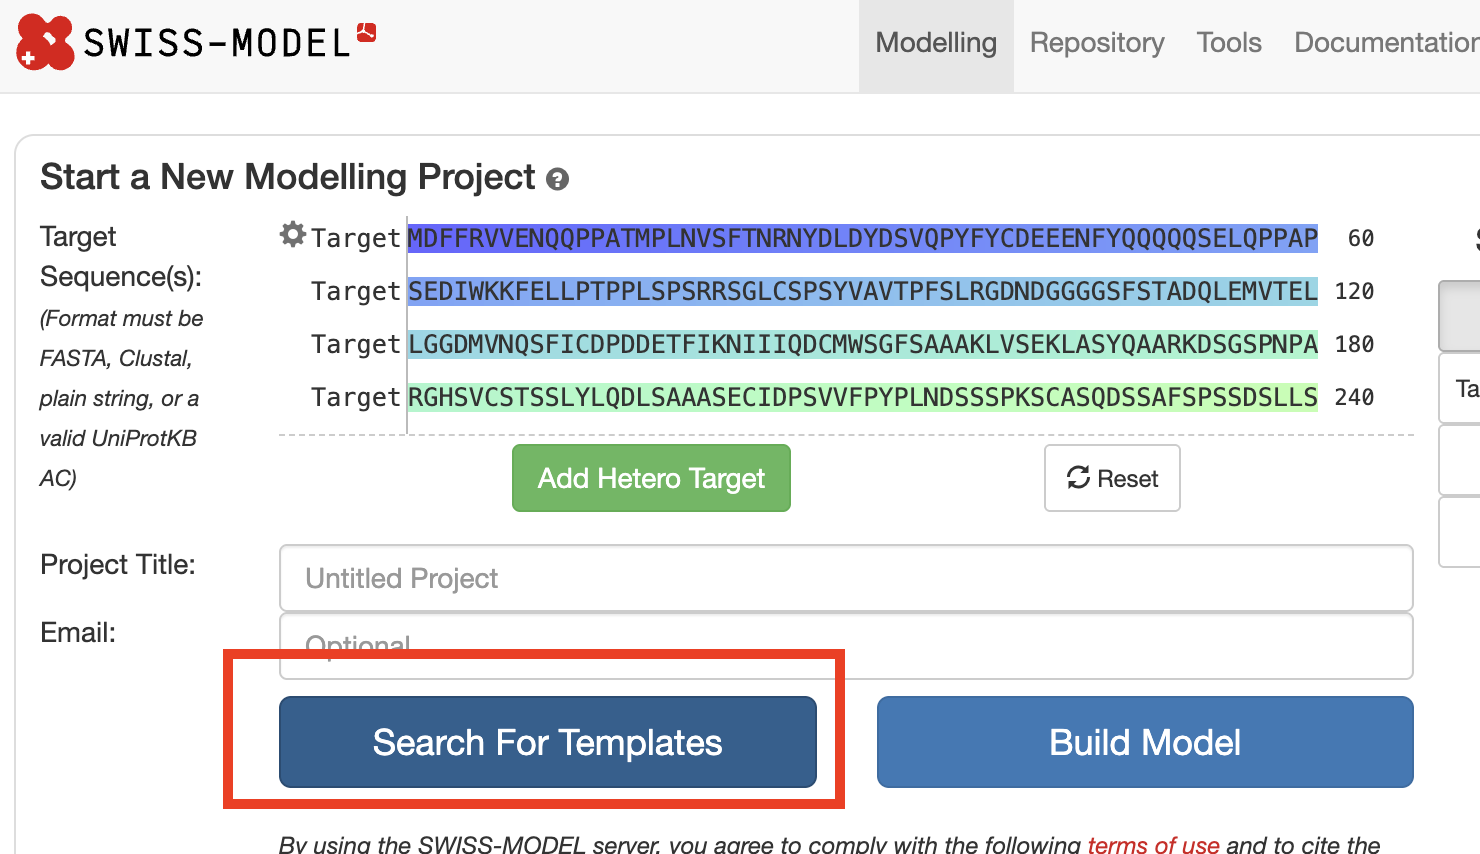 SWISS-MODEL
Modelling Repository Tools Documentation
Start a New Modelling Project ?
Target
Sequence(s):
(Format must be
FASTA, Clustal,
plain string, or a
valid UniProtKB
AC)
Target MDFFRVVENQQPPATMPLNVSFTNRNYDLDYDSVQPYFYCDEEENFYQQQQQSELQPPAP 60
Target SEDIWKKFELLPTPPLSPSRRSGLCSPSYVAVTPFSLRGDNDGGGGSFSTADQLEMVTEL 120
Target LGGDMVNQSFICDPDDETFIKNIIIQDCMWSGFSAAAKLVSEKLASYQAARKDSGSPNPA 180
Target RGHSVCSTSSLYLQDLSAAASECIDPSVVFPYPLNDSSSPKSCASQDSSAFSPSSDSLLS 240
Add Hetero Target
Reset
Ta
Project Title:
Untitled Project
Email:
Optional
Search For Templates
Build Model
By using the SWISS-MODEL server, you agree to comply with the following terms of use and to cite the